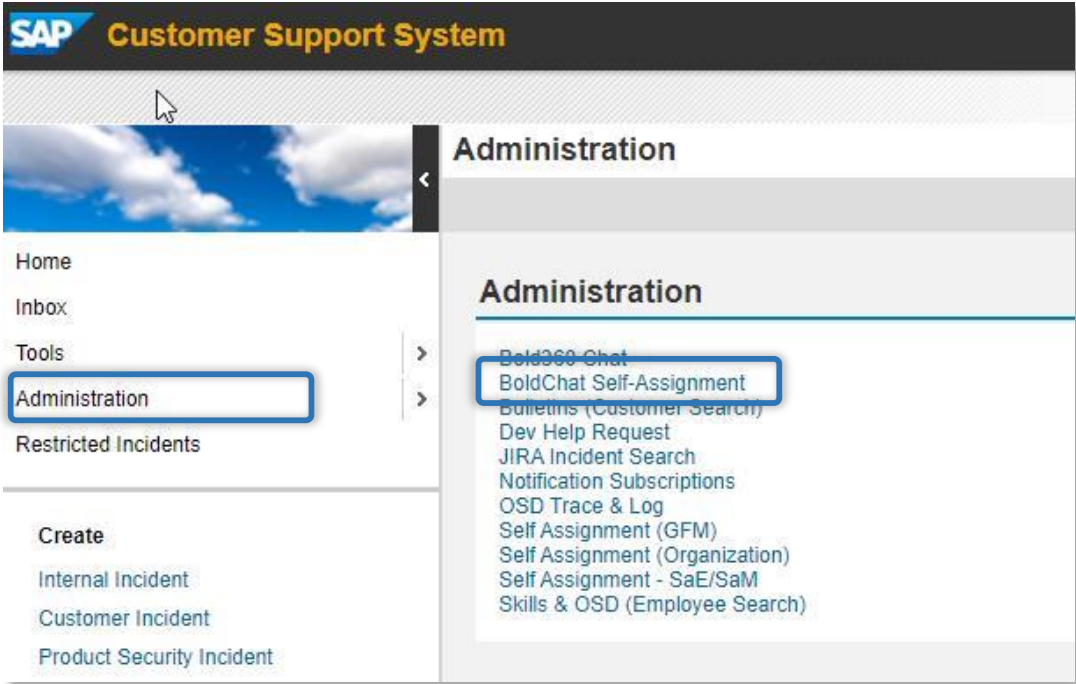 SAP Customer Support System
Administration
Home
Inbox
Tools
Administration
Restricted Incidents
Create
Internal Incident
Customer Incident
Product Security Incident
Administration
Bold360 Chat
BoldChat Self-Assignment
Bulletins (Customer Search)
Dev Help Request
JIRA Incident Search
Notification Subscriptions
OSD Trace & Log
Self Assignment (GFM)
Self Assignment (Organization)
Self Assignment - SaE/SaM
Skills & OSD (Employee Search)